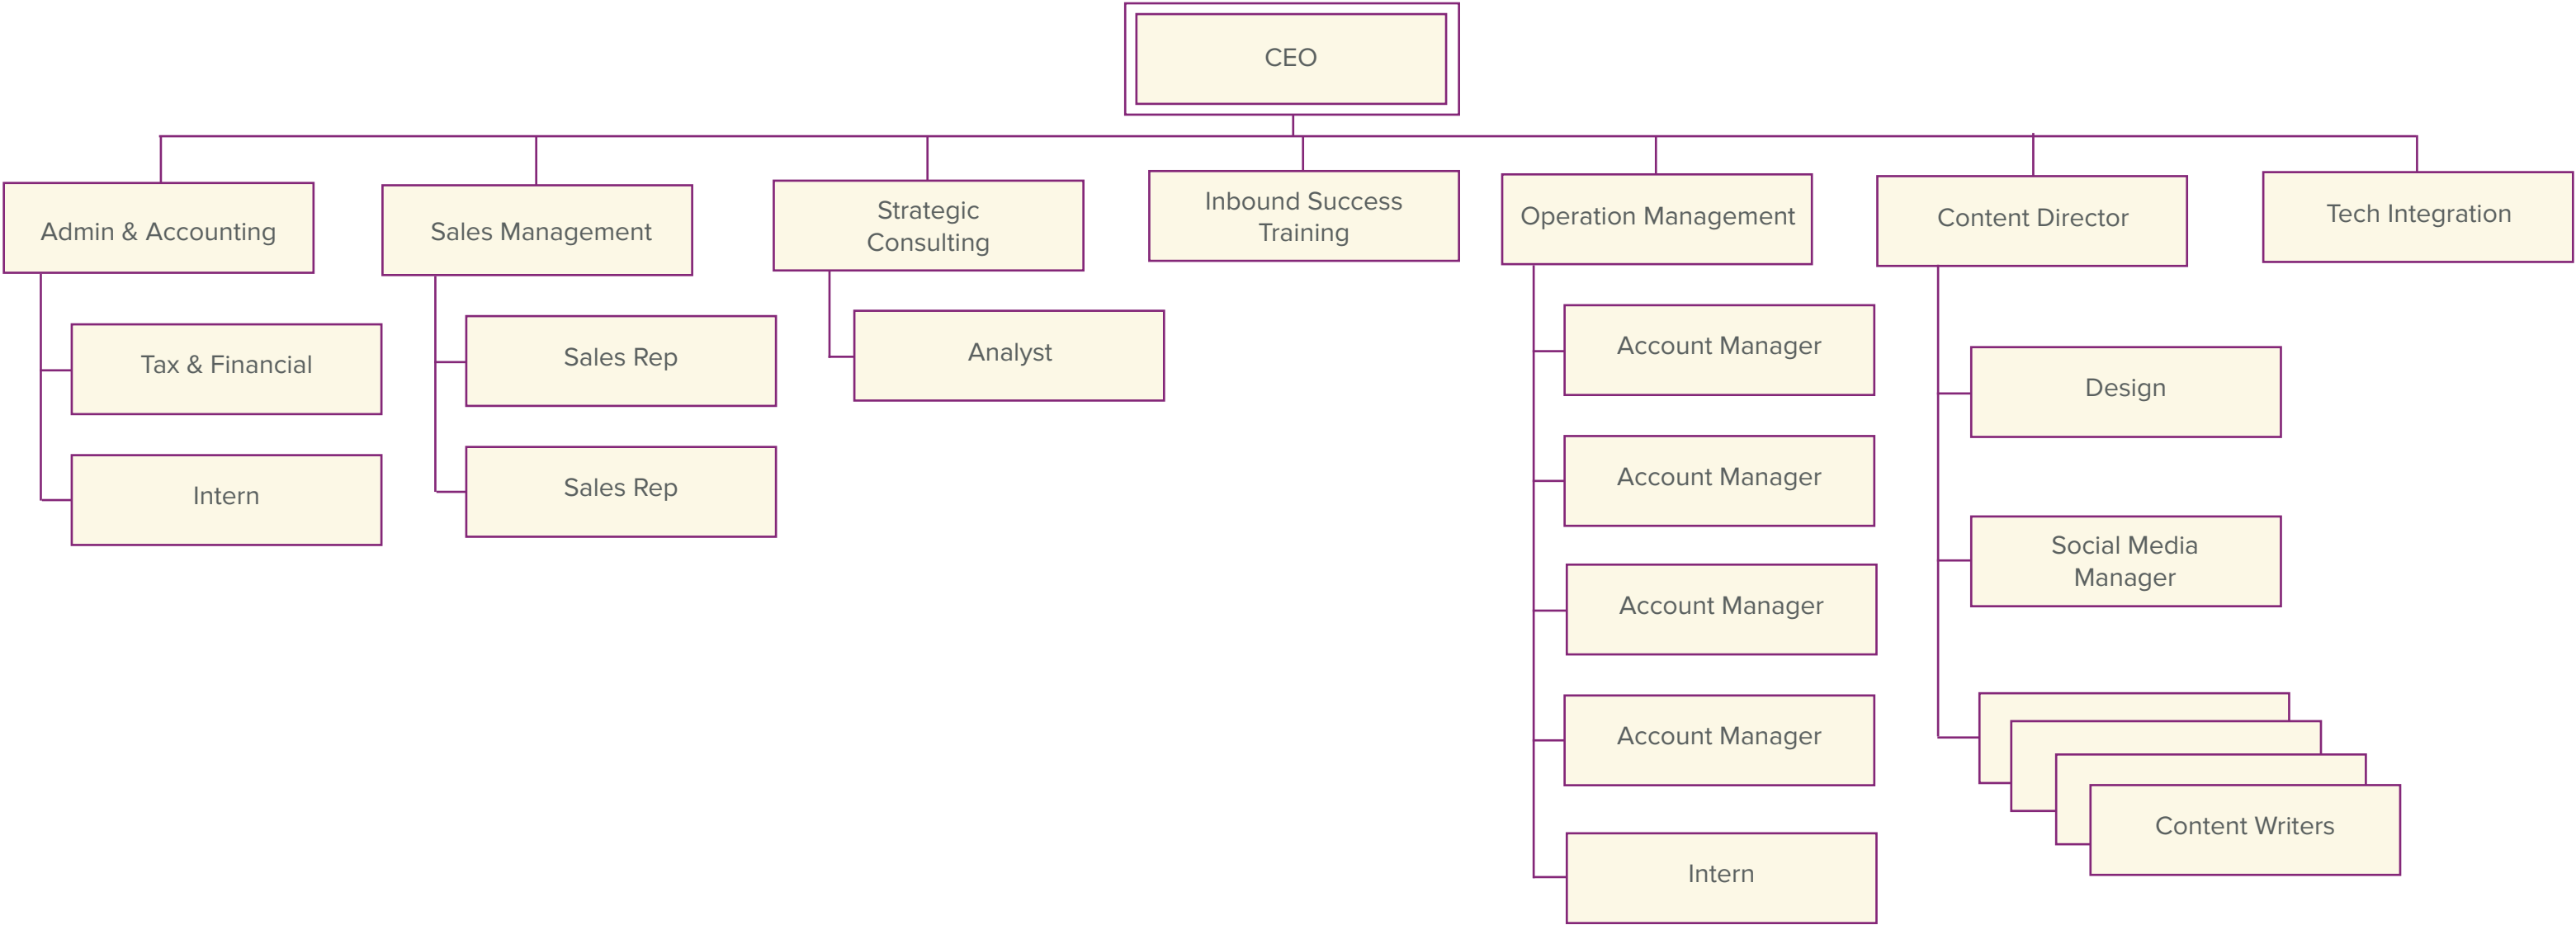 CEO
Admin & Accounting
Sales Management
Strategic
Consulting
Inbound Success
Training
Operation Management
Content Director
Tech Integration
Tax & Financial
Intern
Sales Rep
Sales Rep
Analyst
Account Manager
Account Manager
Account Manager
Account Manager
Intern
Design
Social Media
Manager
Content Writers